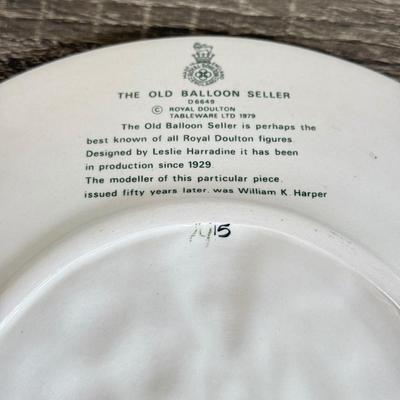 THE OLD BALLOON SELLER
D6649
© ROYAL DOULTON
TABLEWARE LTD 1979
The Old Balloon Seller is perhaps the
best known of all Royal Doulton figures.
Designed by Leslie Harradine it has been
in production since 1929.
The modeller of this particular piece,
issued fifty years later, was William K. Harper
15